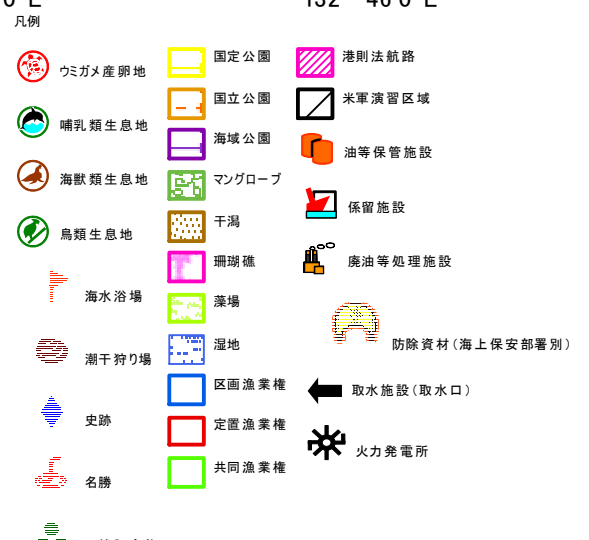 凡例
ウミガメ産卵地
哺乳類生息地
海獣類生息地
鳥類生息地
海水浴場
潮干狩り場
史跡
名勝
国定公園
国立公園
海域公園
マングローブ
干潟
珊瑚礁
藻場
湿地
区画漁業権
定置漁業権
共同漁業権
港則法航路
米軍演習区域
油等保管施設
係留施設
廃油等処理施設
防除資材(海上保安部署別)
取水施設(取水口)
火力発電所